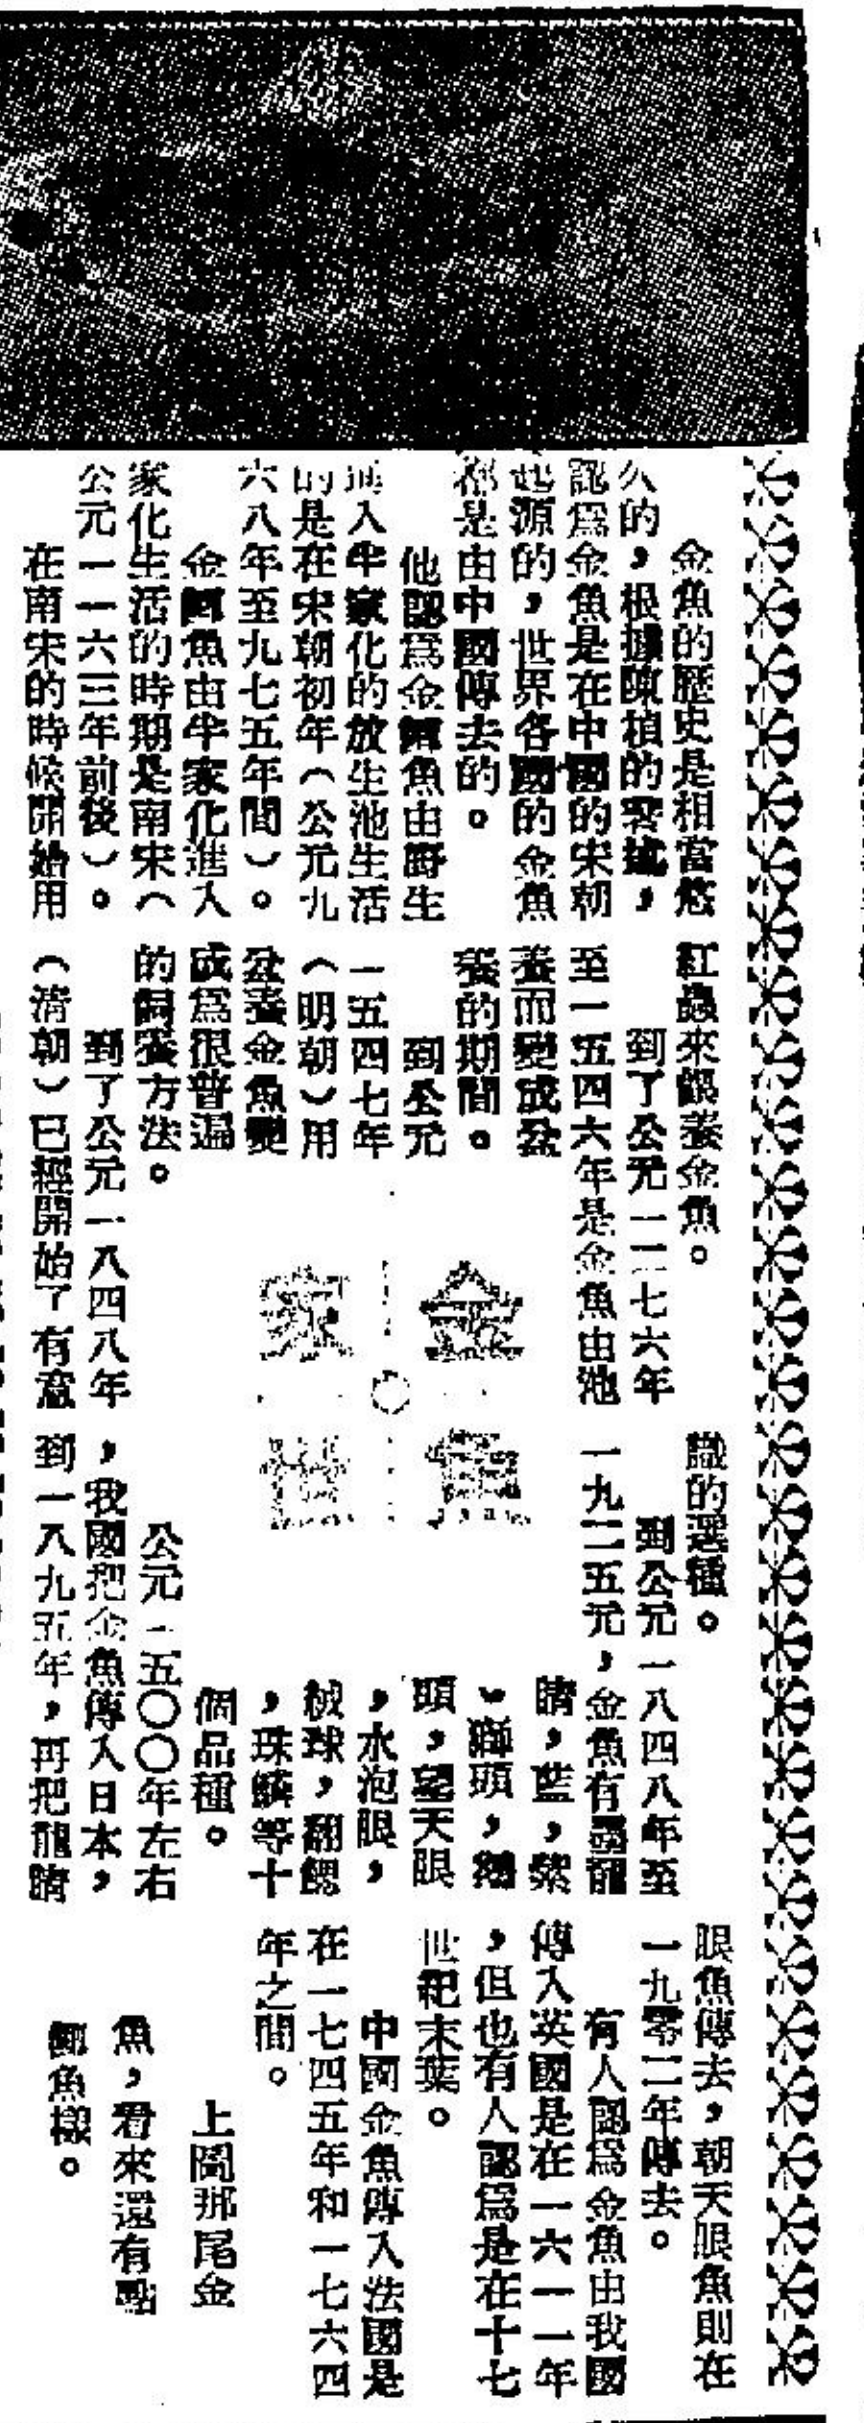 金魚家世
金魚的歷史是相當悠
久的，根據陳楨的零述，
認爲金魚是在中國的宋朝
起源的，世界各國的金魚
都是由中國傳去的。
他認爲金鯽魚由野生
進入半家化的放生池生活
的是在宋朝初年（公元九
六八年至九七五年間）。
金鯽魚由半家化進入
家化生活的時期是南宋（
公元一一六三年前後）。
在南宋的時候開始用
紅蟲來餵養金魚。
到了公元一二七六年
至一五四六年是金魚由池
養而變成盆
養的期間。
到公元
一五四七年
（明朝）用
盆養金魚變
成爲很普遍
的飼養方法。
到了公元一八四八年
（清朝）已經開始了有意
識的選種。
到公元一八四八年至
一九二五元，金魚有墨龍
睛，藍，紫
，獅頭，鵝
頭，望天眼
，水泡眼，
絨球，翻鰓
，珠鱗等十
個品種。
公元一五〇〇年左右
，我國把金魚傳入日本，
到一八九五年，再把龍睛
眼魚傳去，朝天眼魚則在
一九零二年傳去。
有人認爲金魚由我國
傳入英國是在一六一一年
，但也有人認爲是在十七
世紀末葉。
中國金魚傳入法國是
在一七四五年和一七六四
年之間。
上圖那尾金
魚，看來還有點
鯽魚樣。